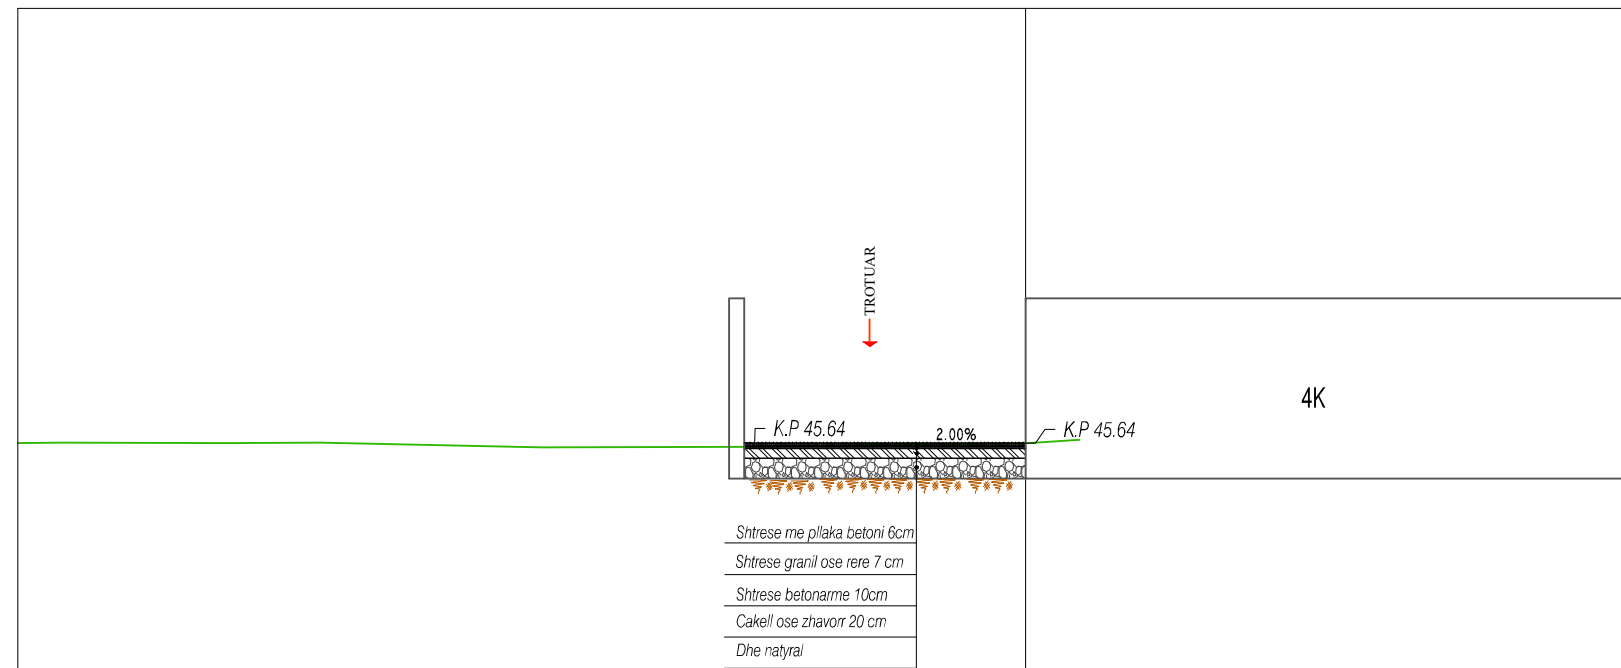 TROTUAR
4K
K.P 45.64
2.00%
K.P 45.64
Shtrese me pllaka betoni 6cm
Shtrese granil ose rere 7 cm
Shtrese betonarme 10cm
Cakell ose zhavorr 20 cm
Dhe natyral